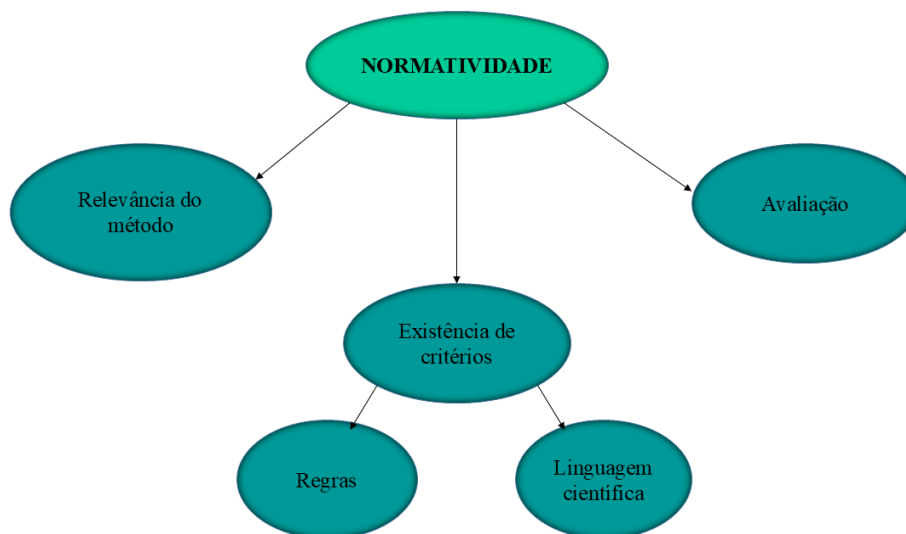 NORMATIVIDADE
Relevância do
método
Avaliação
Existência de
critérios
Regras
Linguagem
científica